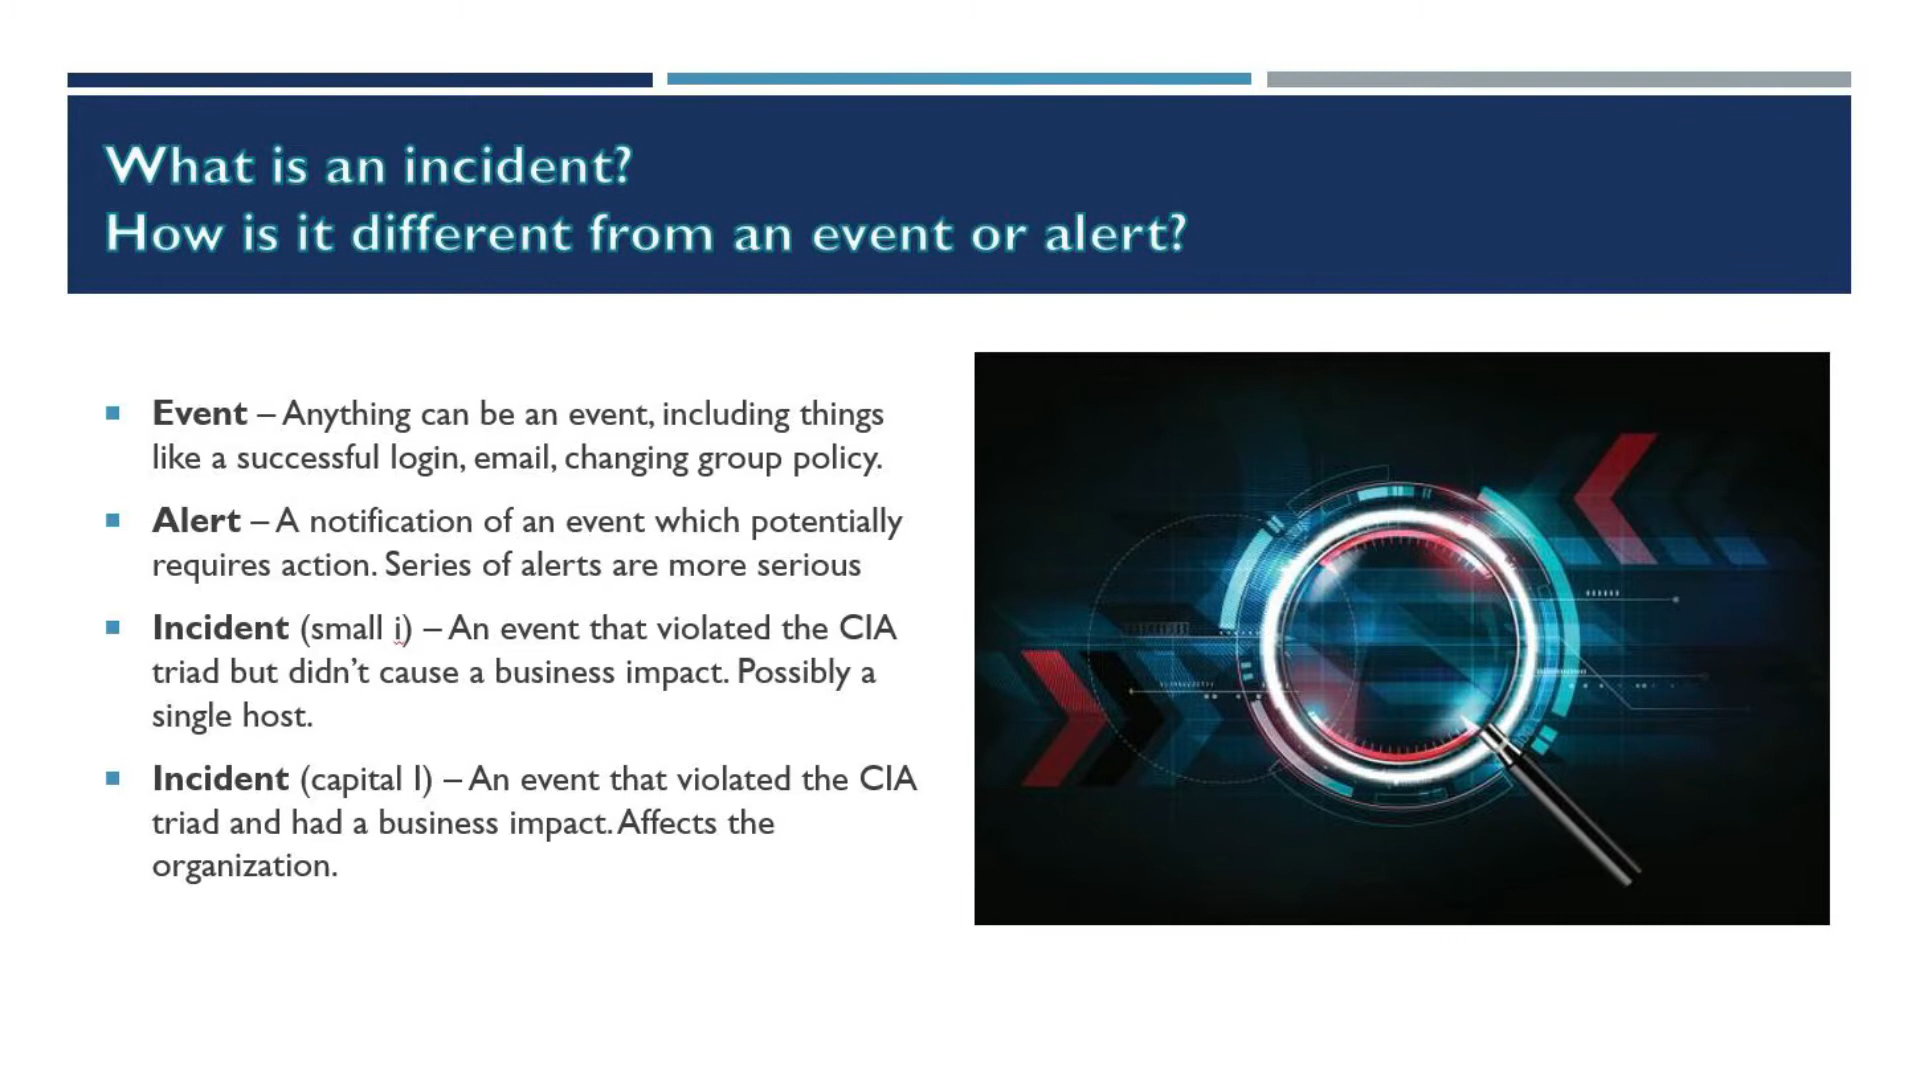 What is an incident?
How is it different from an event or alert?
Event – Anything can be an event, including things
like a successful login, email, changing group policy.
Alert – A notification of an event which potentially
requires action. Series of alerts are more serious
Incident (small i) – An event that violated the CIA
triad but didn’t cause a business impact. Possibly a
single host.
Incident (capital I) – An event that violated the CIA
triad and had a business impact. Affects the
organization.